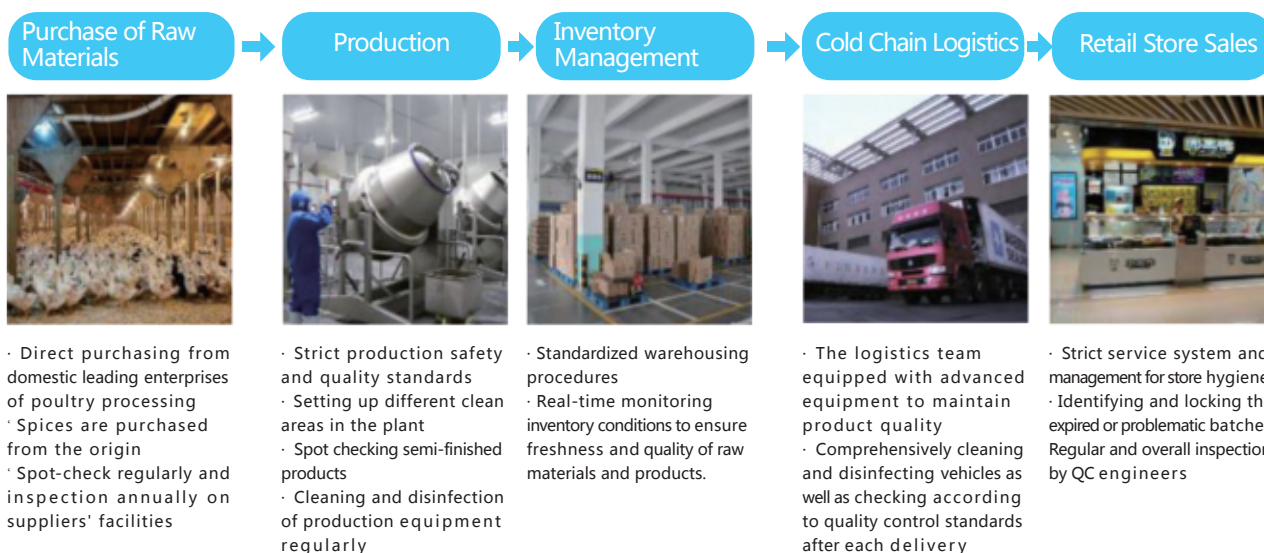 Purchase of Raw
Materials
Production
Inventory
Management
Cold Chain Logistics
Retail Store Sales
· Direct purchasing from
domestic leading enterprises
of poultry processing
‘ Spices are purchased
from the origin
‘ Spot-check regularly and
inspection annually on
suppliers' facilities
· Strict production safety
and quality standards
· Setting up different clean
areas in the plant
· Spot checking semi-finished
products
· Cleaning and disinfection
of production equipment
regularly
· Standardized warehousing
procedures
· Real-time monitoring
inventory conditions to ensure
freshness and quality of raw
materials and products.
· The logistics team
equipped with advanced
equipment to maintain
product quality
· Comprehensively cleaning
and disinfecting vehicles as
well as checking according
to quality control standards
after each delivery
· Strict service system and
management for store hygiene
· Identifying and locking th
expired or problematic batche
Regular and overall inspection
by QC engineers